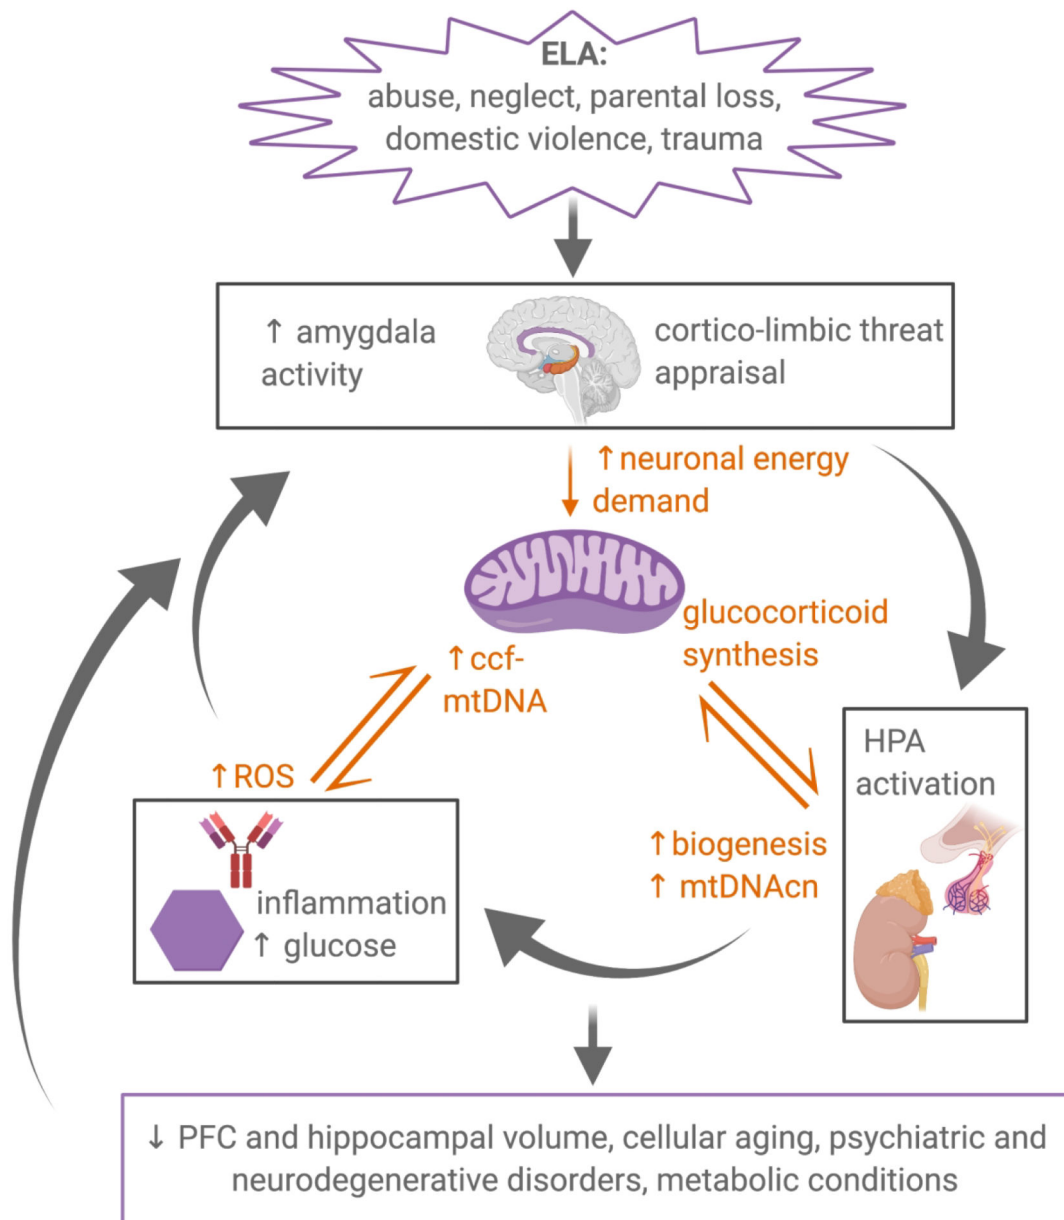 ELA:
abuse, neglect, parental loss,
domestic violence, trauma
↑ amygdala
activity
cortico-limbic threat
appraisal
↑ neuronal energy
demand
glucocorticoid
synthesis
↑ ccf-
mtDNA
HPA
activation
↑ ROS
↑ biogenesis
↑ mtDNAcn
inflammation
↑ glucose
↓ PFC and hippocampal volume, cellular aging, psychiatric and
neurodegenerative disorders, metabolic conditions